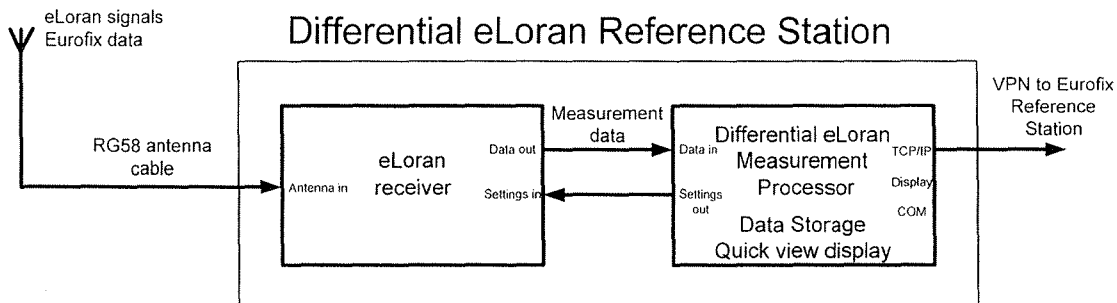 eLoran signals
Eurofix data
Differential eLoran Reference Station
VPN to Eurofix
Reference
Station
RG58 antenna
cable
Antenna in
eLoran
receiver
Data out
Settings in
Measurement
data
Data in
Settings
out
Differential eLoran
Measurement
Processor
Data Storage
Quick view display
TCP/IP
Display
COM